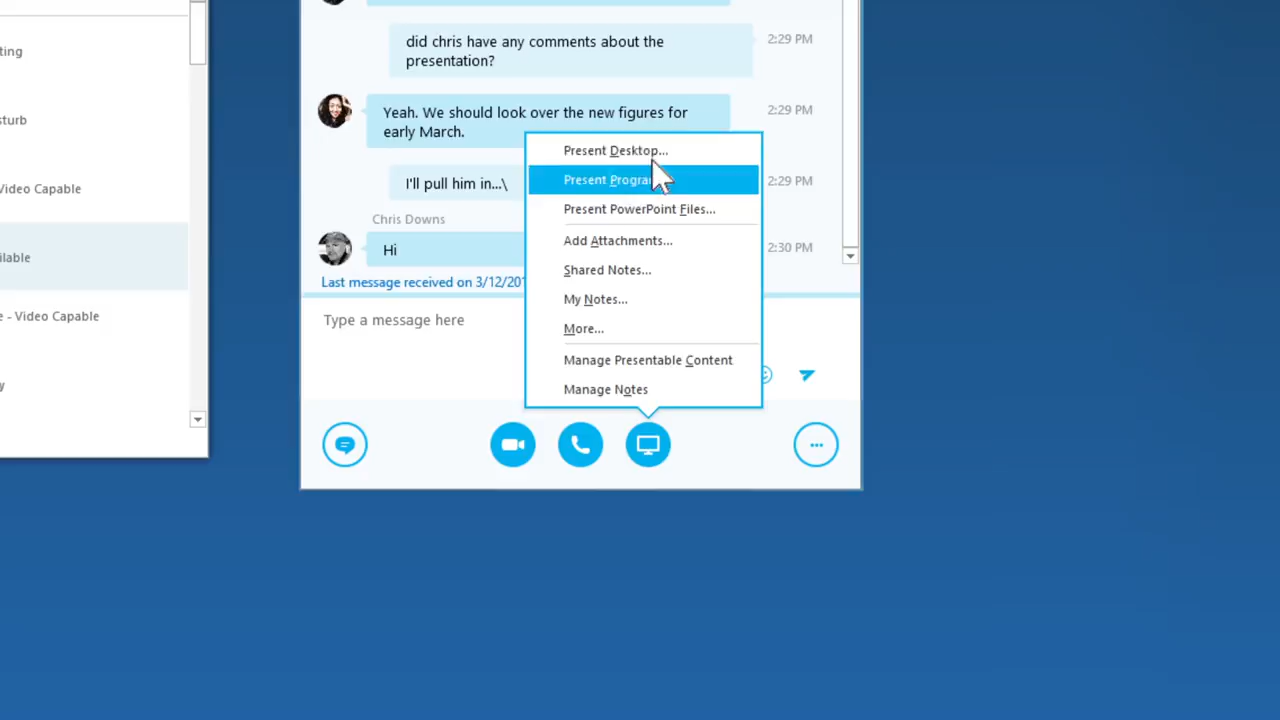 ting
sturb
Video Capable
ilable
e - Video Capable
y
did chris have any comments about the
presentation?
2:29 PM
Yeah. We should look over the new figures for
early March.
2:29 PM
I'll pull him in...\
2:29 PM
Chris Downs
Hi
2:30 PM
Last message received on 3/12/201
Type a message here
Present Desktop...
Present Progra
Present PowerPoint Files...
Add Attachments...
Shared Notes...
My Notes...
More...
Manage Presentable Content
Manage Notes